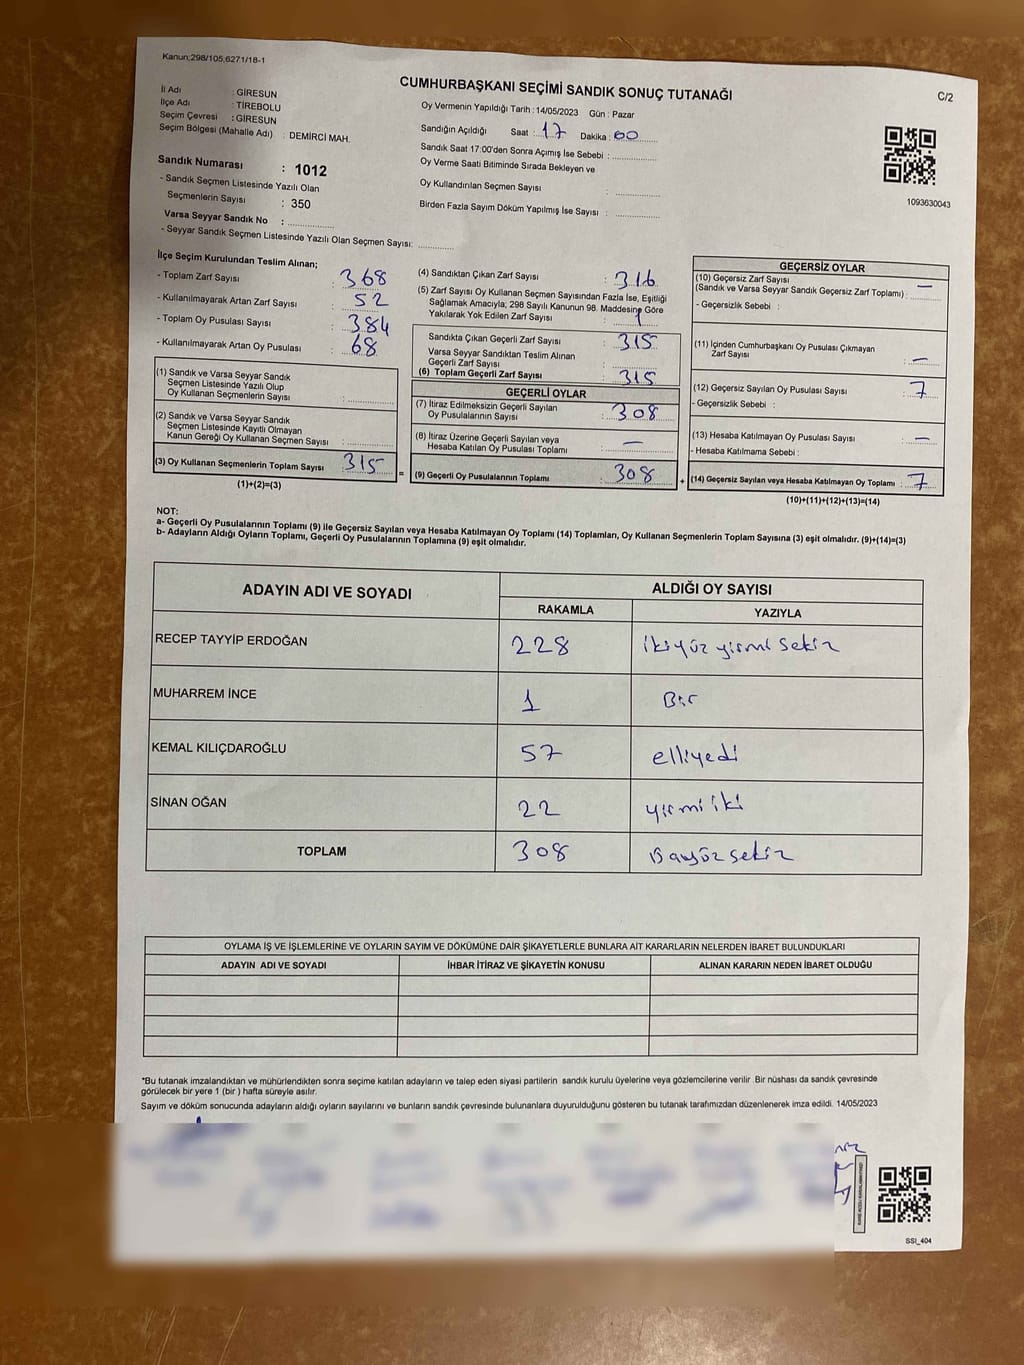 Kanun;298/105,6271/18-1
CUMHURBAŞKANI SEÇİMİ SANDIK SONUÇ TUTANAĞI
C/2
İl Adı : GİRESUN
İlçe Adı : TİREBOLU
Seçim Çevresi : GİRESUN
Seçim Bölgesi (Mahalle Adı) : DEMİRCİ MAH.
Oy Vermenin Yapıldığı Tarih : 14/05/2023 Gün : Pazar
Sandığın Açıldığı Saat : 17 Dakika : 00
Sandık Saat 17:00'den Sonra Açımış İse Sebebi :
Oy Verme Saati Bitiminde Sırada Bekleyen ve
Oy Kullandırılan Seçmen Sayısı :
Birden Fazla Sayım Döküm Yapılmış İse Sayısı :
1093630043
Sandık Numarası : 1012
- Sandık Seçmen Listesinde Yazılı Olan
Seçmenlerin Sayısı : 350
Varsa Seyyar Sandık No :
- Seyyar Sandık Seçmen Listesinde Yazılı Olan Seçmen Sayısı:
İlçe Seçim Kurulundan Teslim Alınan;
- Toplam Zarf Sayısı : 368
- Kullanılmayarak Artan Zarf Sayısı : 52
- Toplam Oy Pusulası Sayısı : 384
- Kullanılmayarak Artan Oy Pusulası : 68
(1) Sandık ve Varsa Seyyar Sandık
Seçmen Listesinde Yazılı Olup
Oy Kullanan Seçmenlerin Sayısı :
(2) Sandık ve Varsa Seyyar Sandık
Seçmen Listesinde Kayıtlı Olmayan
Kanun Gereği Oy Kullanan Seçmen Sayısı :
(3) Oy Kullanan Seçmenlerin Toplam Sayısı : 315
(1)+(2)=(3)
=
(4) Sandıktan Çıkan Zarf Sayısı : 316
(5) Zarf Sayısı Oy Kullanan Seçmen Sayısından Fazla İse, Eşitliği
Sağlamak Amacıyla; 298 Sayılı Kanunun 98. Maddesine Göre
Yakılarak Yok Edilen Zarf Sayısı : 1
Sandıkta Çıkan Geçerli Zarf Sayısı : 315
Varsa Seyyar Sandıktan Teslim Alınan
Geçerli Zarf Sayısı :
(6) Toplam Geçerli Zarf Sayısı : 315
GEÇERLİ OYLAR
(7) İtiraz Edilmeksizin Geçerli Sayılan
Oy Pusulalarının Sayısı : 308
(8) İtiraz Üzerine Geçerli Sayılan veya
Hesaba Katılan Oy Pusulası Toplamı : —
(9) Geçerli Oy Pusulalarının Toplamı : 308
+
GEÇERSİZ OYLAR
(10) Geçersiz Zarf Sayısı
(Sandık ve Varsa Seyyar Sandık Geçersiz Zarf Toplamı) : —
- Geçersizlik Sebebi :
(11) İçinden Cumhurbaşkanı Oy Pusulası Çıkmayan
Zarf Sayısı : —
(12) Geçersiz Sayılan Oy Pusulası Sayısı : 7
- Geçersizlik Sebebi :
(13) Hesaba Katılmayan Oy Pusulası Sayısı : —
- Hesaba Katılmama Sebebi :
(14) Geçersiz Sayılan veya Hesaba Katılmayan Oy Toplamı : 7
(10)+(11)+(12)+(13)=(14)
NOT:
a- Geçerli Oy Pusulalarının Toplamı (9) ile Geçersiz Sayılan veya Hesaba Katılmayan Oy Toplamı (14) Toplamları, Oy Kullanan Seçmenlerin Toplam Sayısına (3) eşit olmalıdır. (9)+(14)=(3)
b- Adayların Aldığı Oyların Toplamı, Geçerli Oy Pusulalarının Toplamına (9) eşit olmalıdır.
ADAYIN ADI VE SOYADI ALDIĞI OY SAYISI
RAKAMLA YAZIYLA
RECEP TAYYİP ERDOĞAN 228 ikiyüz yirmi sekiz
MUHARREM İNCE 1 Bir
KEMAL KILIÇDAROĞLU 57 elliyedi
SİNAN OĞAN 22 yirmi iki
TOPLAM 308 sekiz
OYLAMA İŞ VE İŞLEMLERİNE VE OYLARIN SAYIM VE DÖKÜMÜNE DAİR ŞİKAYETLERLE BUNLARA AİT KARARLARIN NELERDEN İBARET BULUNDUKLARI
ADAYIN ADI VE SOYADI İHBAR İTİRAZ VE ŞİKAYETİN KONUSU ALINAN KARARIN NEDEN İBARET OLDUĞU
*Bu tutanak imzalandıktan ve mühürlendikten sonra seçime katılan adayların ve talep eden siyasi partilerin sandık kurulu üyelerine veya gözlemcilerine verilir .Bir nüshası da sandık çevresinde
görülecek bir yere 1 (bir ) hafta süreyle asılır.
Sayım ve döküm sonucunda adayların aldığı oyların sayılarını ve bunların sandık çevresinde bulunanlara duyurulduğunu gösteren bu tutanak tarafımızdan düzenlenerek imza edildi. 14/05/2023
SSI_404